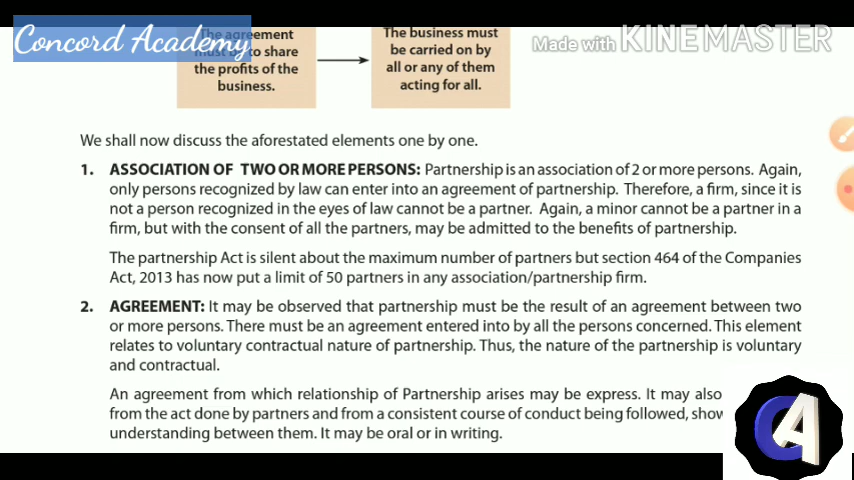 Concord Academy
Made with KINEMASTER
The agreement
must be to share
the profits of the
business.
The business must
be carried on by
all or any of them
acting for all.
We shall now discuss the aforestated elements one by one.
1. ASSOCIATION OF TWO OR MORE PERSONS: Partnership is an association of 2 or more persons. Again,
only persons recognized by law can enter into an agreement of partnership. Therefore, a firm, since it is
not a person recognized in the eyes of law cannot be a partner. Again, a minor cannot be a partner in a
firm, but with the consent of all the partners, may be admitted to the benefits of partnership.
The partnership Act is silent about the maximum number of partners but section 464 of the Companies
Act, 2013 has now put a limit of 50 partners in any association/partnership firm.
2. AGREEMENT: It may be observed that partnership must be the result of an agreement between two
or more persons. There must be an agreement entered into by all the persons concerned. This element
relates to voluntary contractual nature of partnership. Thus, the nature of the partnership is voluntary
and contractual.
An agreement from which relationship of Partnership arises may be express. It may also
from the act done by partners and from a consistent course of conduct being followed, show
understanding between them. It may be oral or in writing.
CA